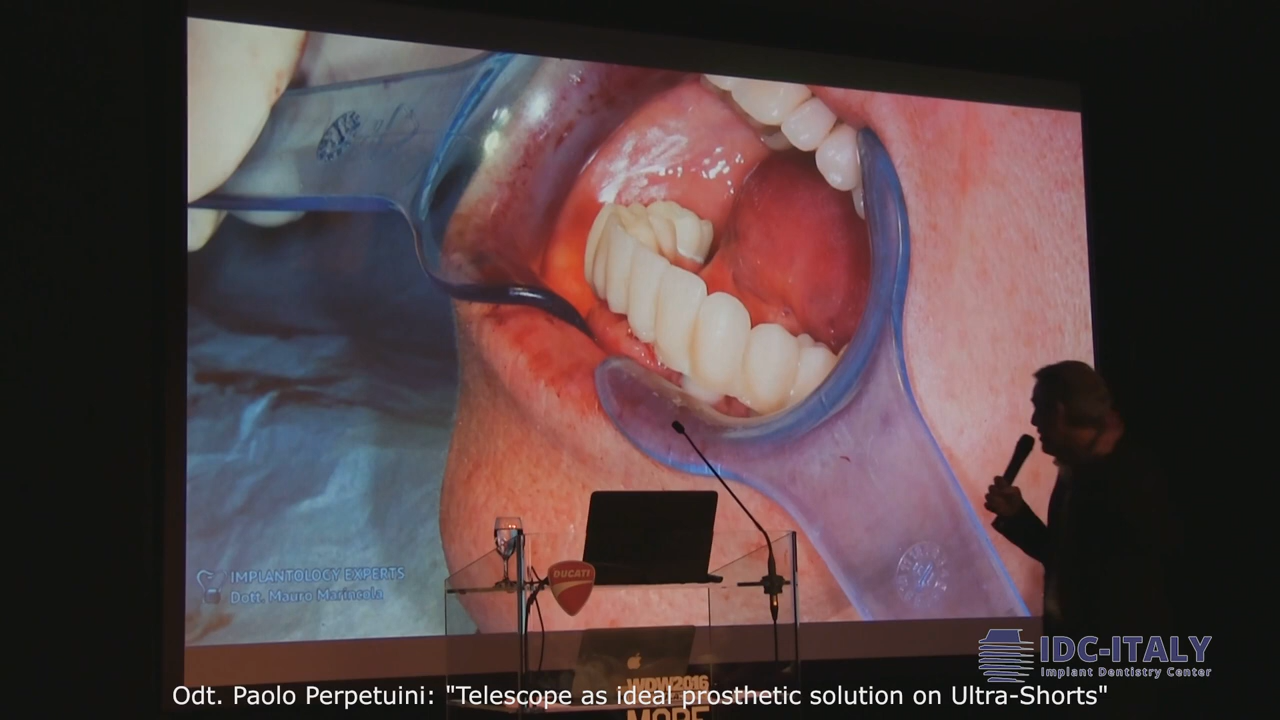 IMPLANTOLOGY EXPERTS
Dott. Mauro Marincola
DUCATI
WDW2016
MORE
IDC-ITALY
Implant Dentistry Center
Odt. Paolo Perpetuini: "Telescope as ideal prosthetic solution on Ultra-Shorts"